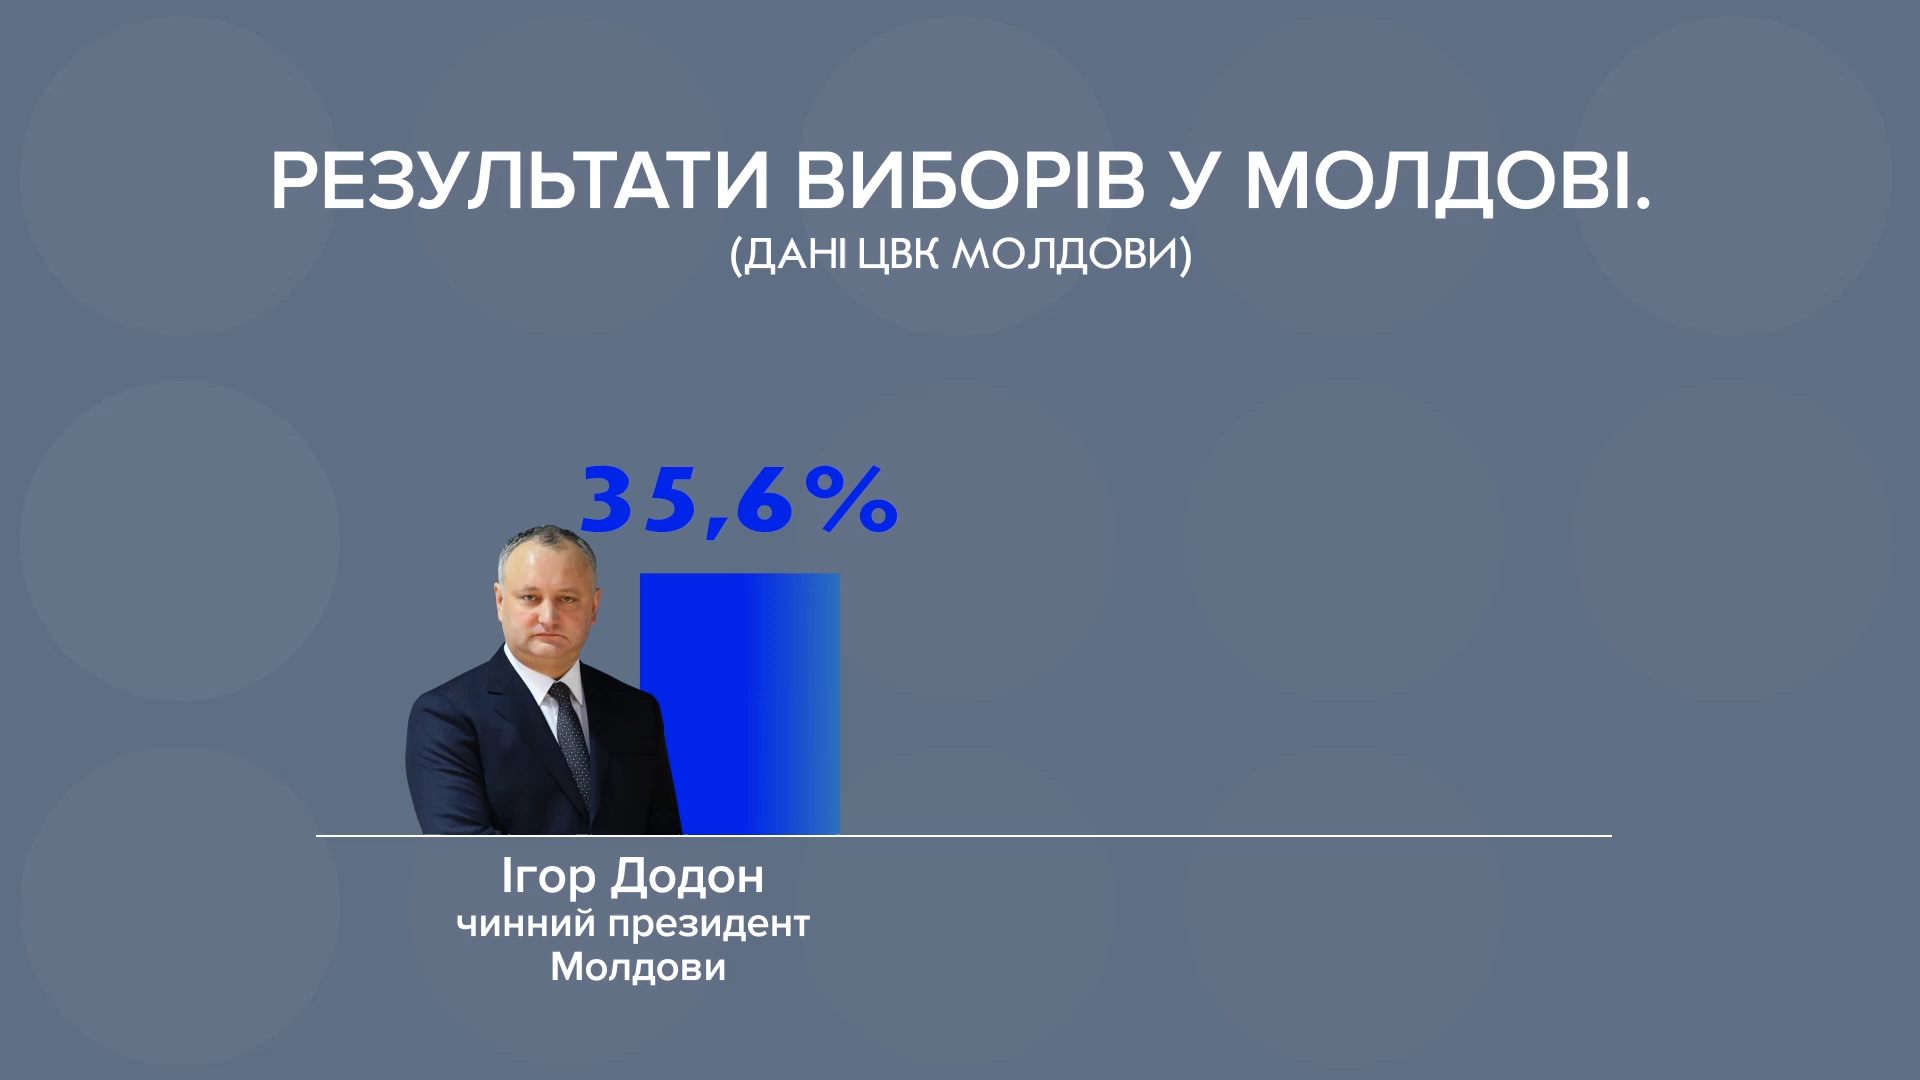 РЕЗУЛЬТАТИ ВИБОРІВ У МОЛДОВІ.
(ДАНІ ЦВК МОЛДОВИ)
35,6%
Ігор Додон
чинний президент
Молдови